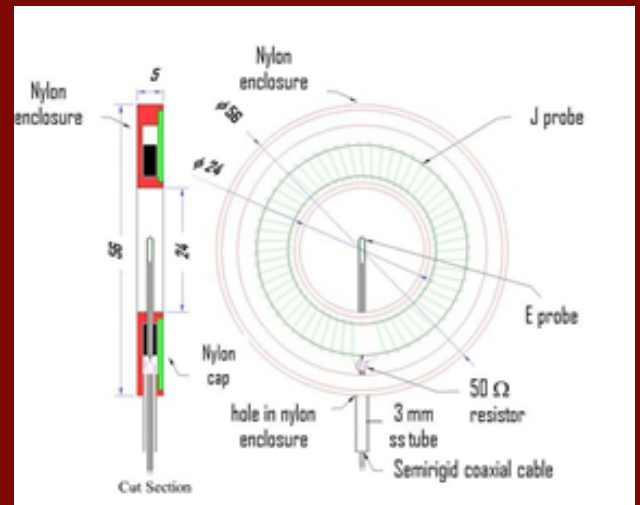 5
Nylon
enclosure
Nylon
enclosure
ø 56
J probe
ø 24
56
24
E probe
Nylon
cap
50 Ω
resistor
hole in nylon
enclosure
3 mm
ss tube
Semirigid coaxial cable
Cut Section